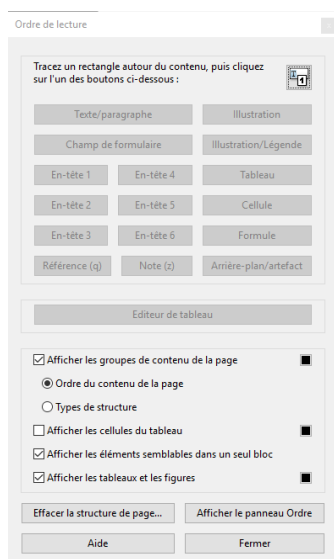 Ordre de lecture
Tracez un rectangle autour du contenu, puis cliquez
sur l'un des boutons ci-dessous :
Texte/paragraphe Illustration
Champ de formulaire Illustration/Légende
En-tête 1 En-tête 4 Tableau
En-tête 2 En-tête 5 Cellule
En-tête 3 En-tête 6 Formule
Référence (q) Note (z) Arrière-plan/artefact
Editeur de tableau
Afficher les groupes de contenu de la page
Ordre du contenu de la page
Types de structure
Afficher les cellules du tableau
Afficher les éléments semblables dans un seul bloc
Afficher les tableaux et les figures
Effacer la structure de page... Afficher le panneau Ordre
Aide Fermer